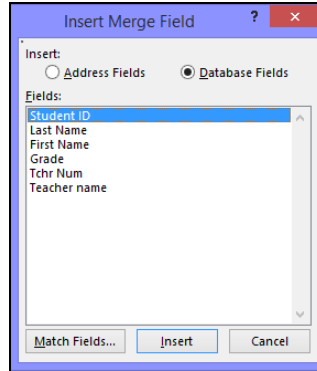 Insert Merge Field ? ×
Insert:
Address Fields Database Fields
Fields:
Student ID
Last Name
First Name
Grade
Tchr Num
Teacher name
Match Fields... Insert Cancel